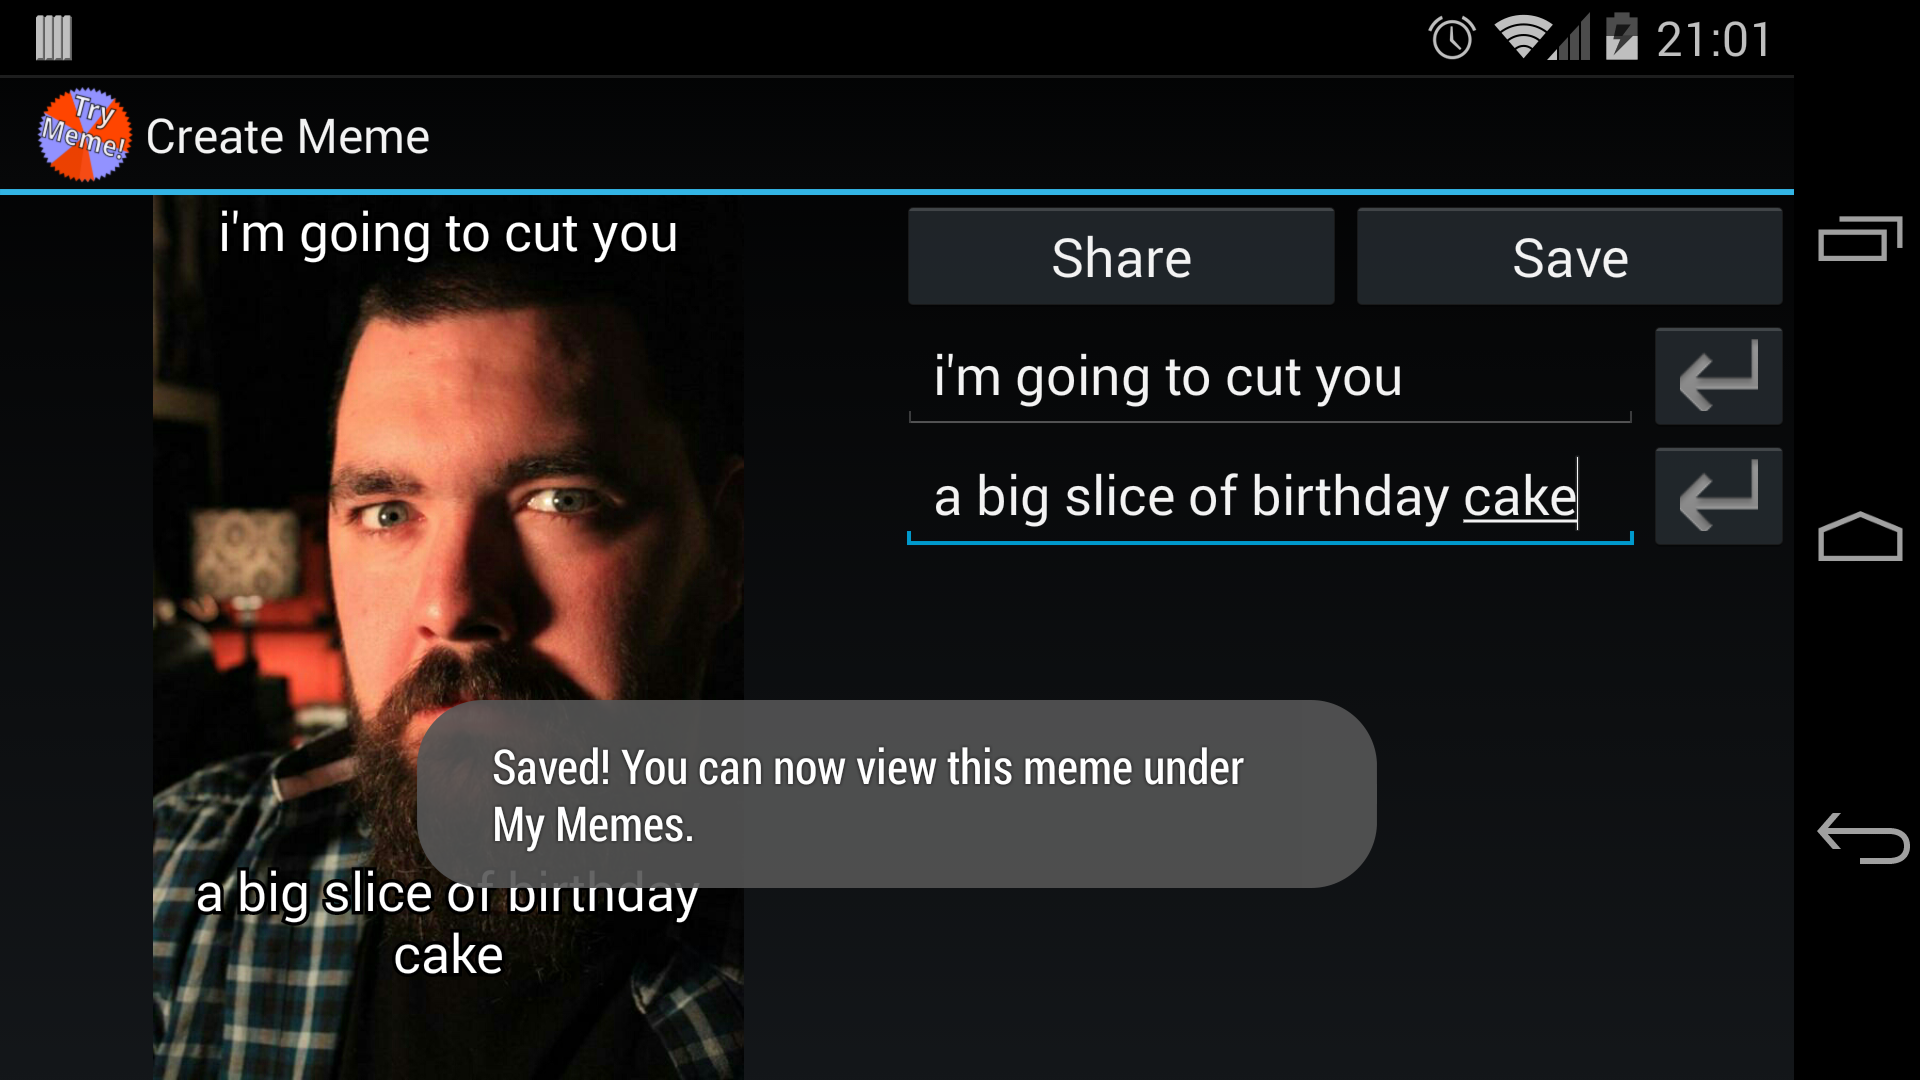 21:01
Try
Meme!
Create Meme
i'm going to cut you
a big slice of birthday
cake
Share
Save
i'm going to cut you
a big slice of birthday cake
Saved! You can now view this meme under
My Memes.